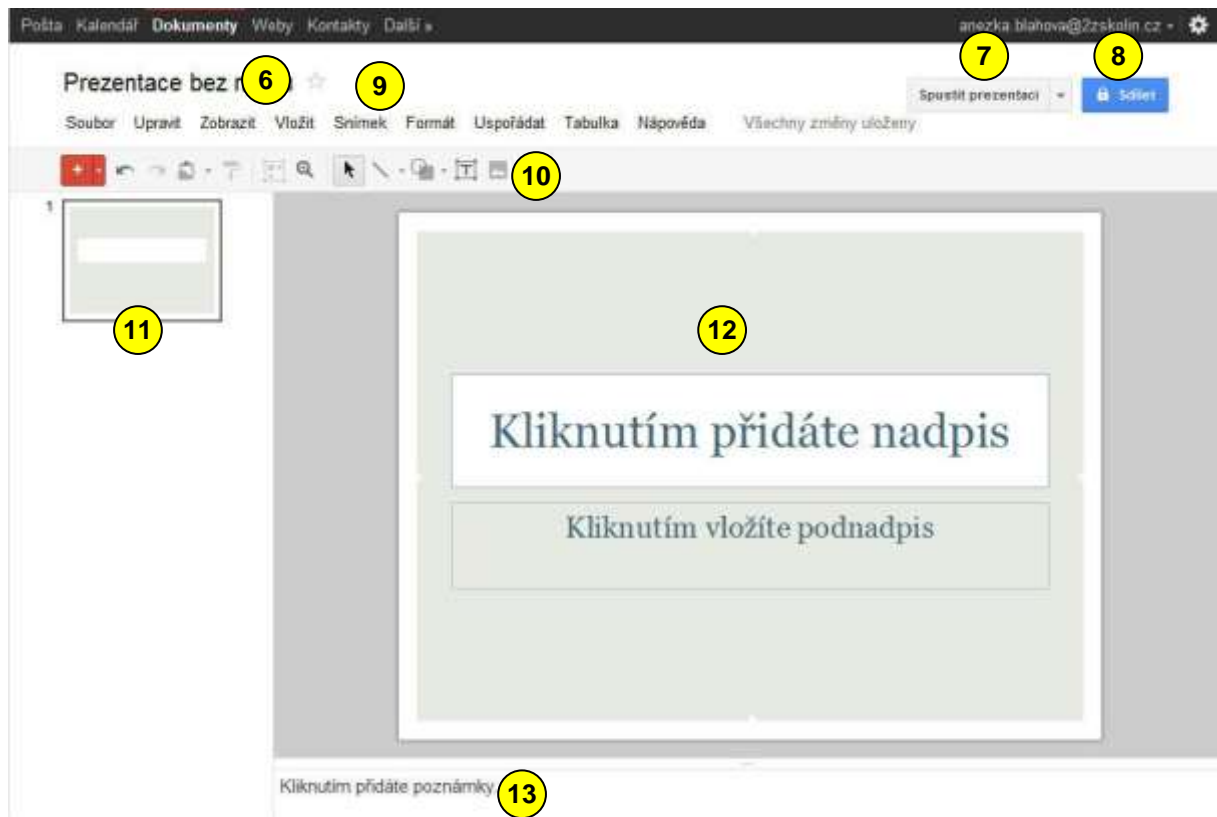 Pošta Kalendář Dokumenty Weby Kontakty Další »
anezka.blahova@2zskolin.cz
7
8
Prezentace bez n
6
9
Spustit prezentaci
Sdílet
Soubor Upravit Zobrazit Vložit Snímek Formát Uspořádat Tabulka Nápověda Všechny změny uloženy
10
1
11
12
Kliknutím přidáte nadpis
Kliknutím vložíte podnadpis
Kliknutím přidáte poznámky
13